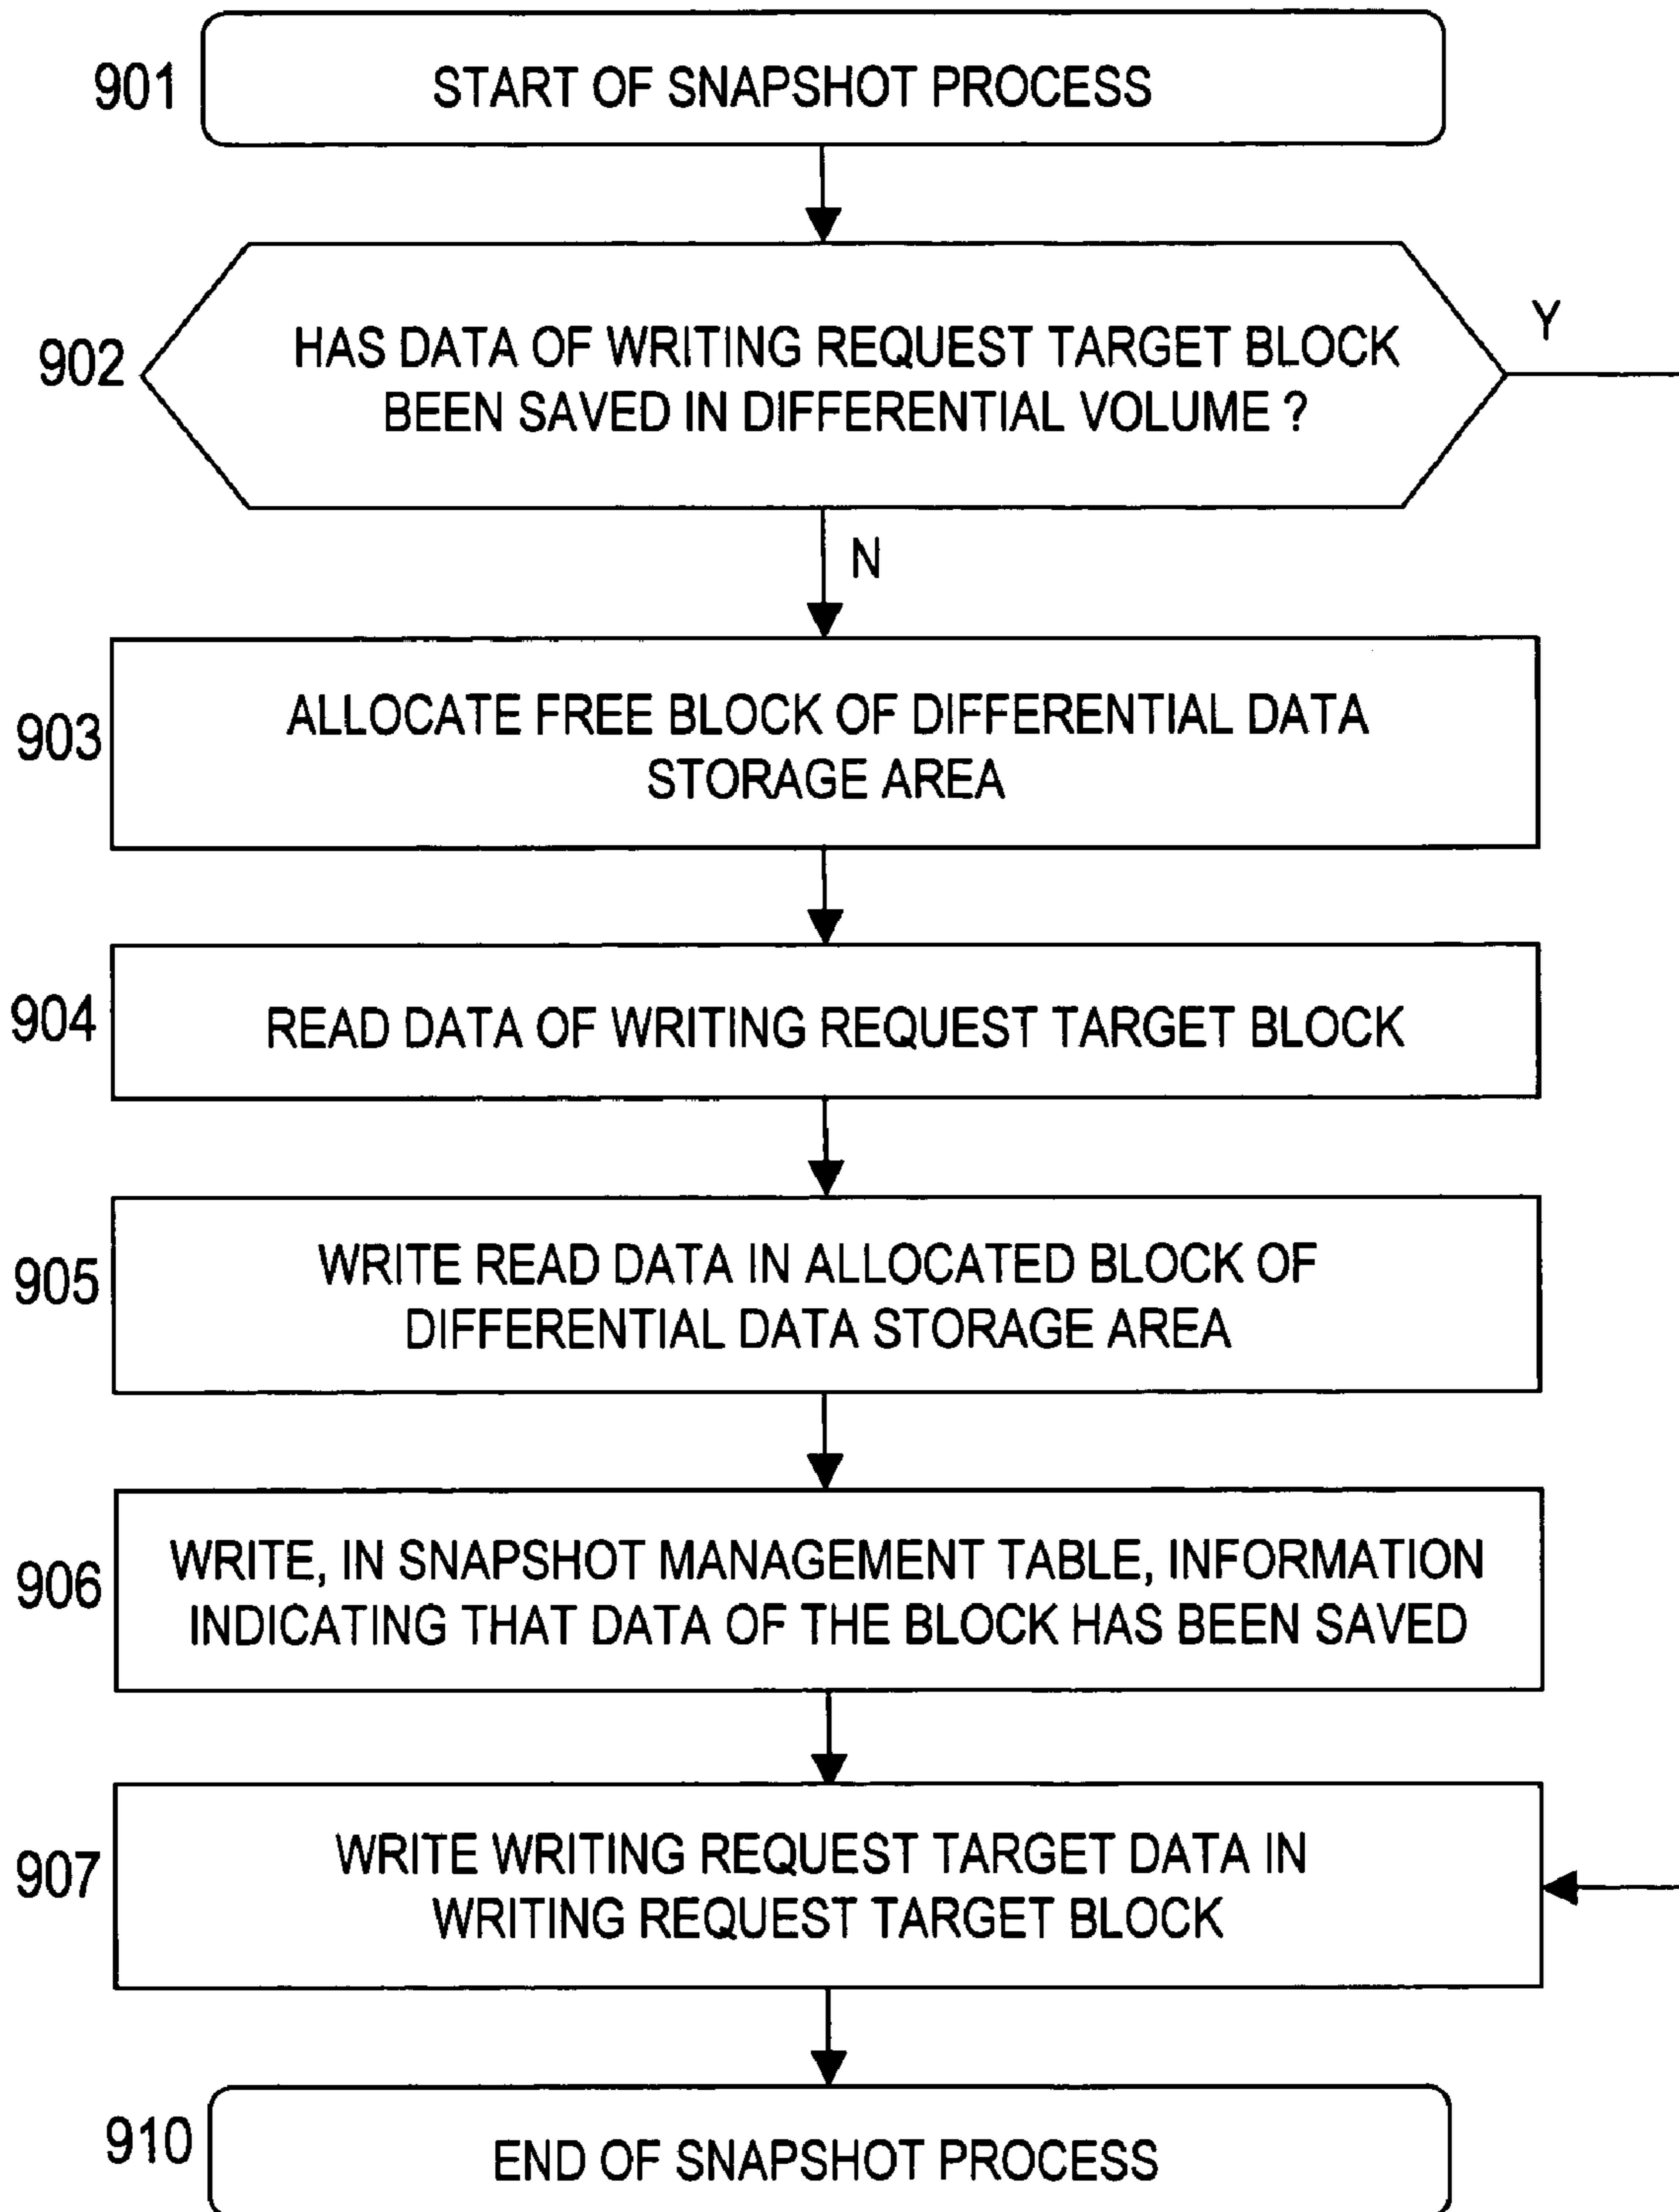 901
START OF SNAPSHOT PROCESS
902
HAS DATA OF WRITING REQUEST TARGET BLOCK
BEEN SAVED IN DIFFERENTIAL VOLUME ?
Y
N
903
ALLOCATE FREE BLOCK OF DIFFERENTIAL DATA
STORAGE AREA
904
READ DATA OF WRITING REQUEST TARGET BLOCK
905
WRITE READ DATA IN ALLOCATED BLOCK OF
DIFFERENTIAL DATA STORAGE AREA
906
WRITE, IN SNAPSHOT MANAGEMENT TABLE, INFORMATION
INDICATING THAT DATA OF THE BLOCK HAS BEEN SAVED
907
WRITE WRITING REQUEST TARGET DATA IN
WRITING REQUEST TARGET BLOCK
910
END OF SNAPSHOT PROCESS